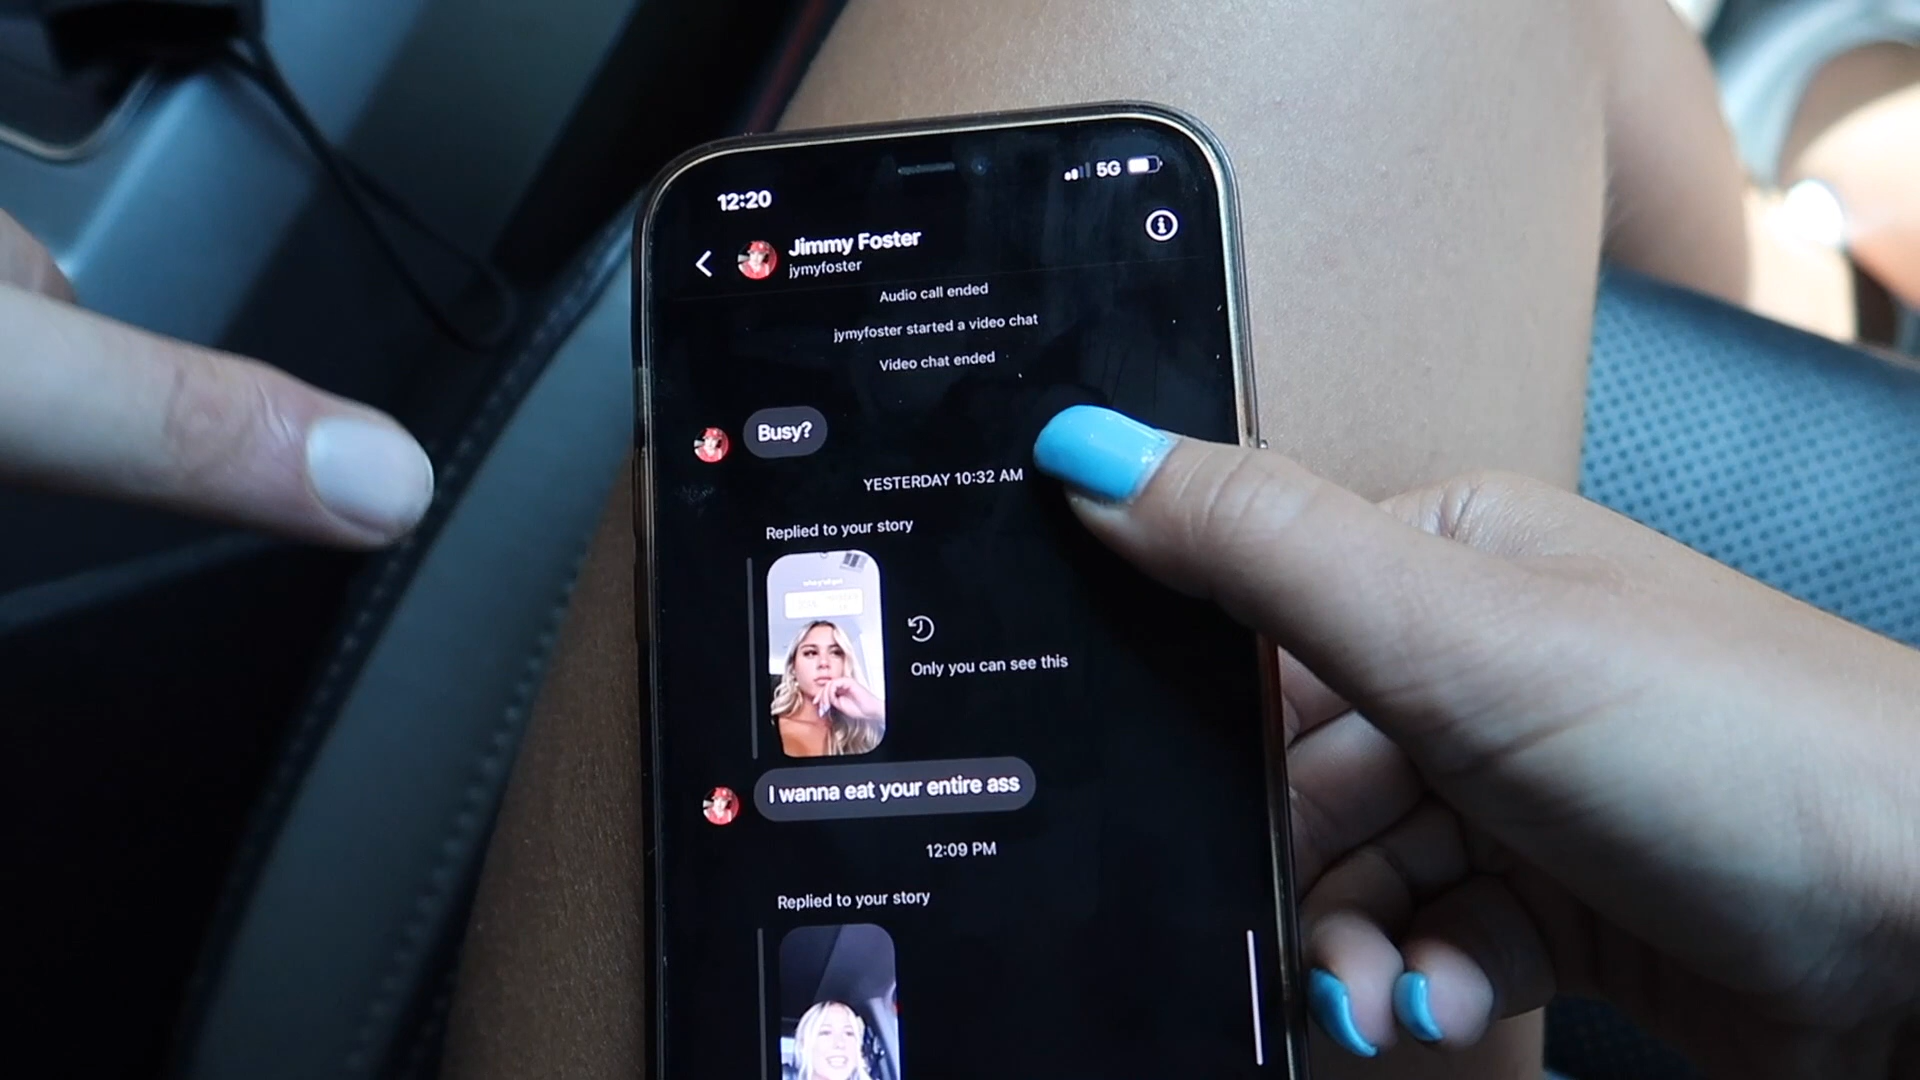 12:20
5G
Jimmy Foster
jymyfoster
Audio call ended
jymyfoster started a video chat
Video chat ended
Busy?
YESTERDAY 10:32 AM
Replied to your story
Only you can see this
I wanna eat your entire ass
12:09 PM
Replied to your story